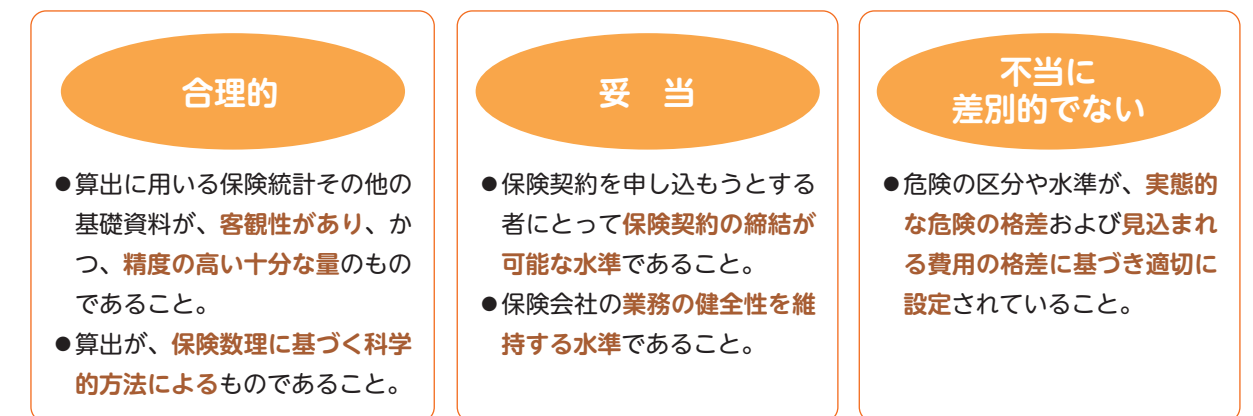 合理的
●算出に用いる保険統計その他の
基礎資料が、客観性があり、か
つ、精度の高い十分な量のもの
であること。
●算出が、保険数理に基づく科学
的方法によるものであること。
妥　当
●保険契約を申し込もうとする
者にとって保険契約の締結が
可能な水準であること。
●保険会社の業務の健全性を維
持する水準であること。
不当に
差別的でない
●危険の区分や水準が、実態的
な危険の格差および見込まれ
る費用の格差に基づき適切に
設定されていること。